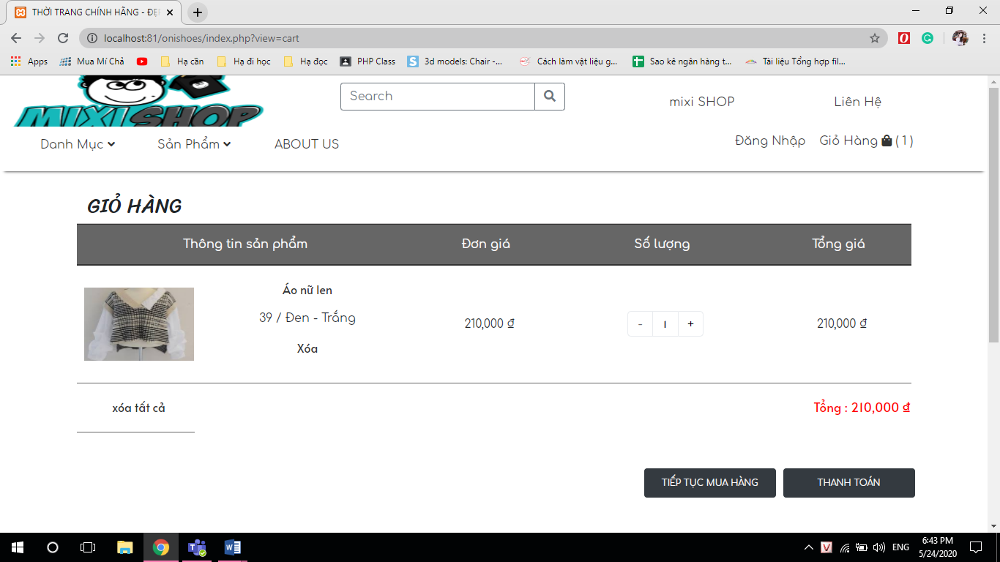 THỜI TRANG CHÍNH HÃNG - ĐẸP
localhost:81/onishoes/index.php?view=cart
Apps Mua Mí Chả Hạ cần Hạ đi học Hạ đọc PHP Class 3d models: Chair -... Cách làm vật liệu g... Sao kê ngân hàng t... Tài liệu Tổng hợp fil...
MIXI SHOP
Search
mixi SHOP
Liên Hệ
Danh Mục
Sản Phẩm
ABOUT US
Đăng Nhập
Giỏ Hàng ( 1 )
GIỎ HÀNG
Thông tin sản phẩm Đơn giá Số lượng Tổng giá
Áo nữ len
39 / Đen - Trắng
Xóa
210,000 ₫
- 1 +
210,000 ₫
xóa tất cả
Tổng : 210,000 ₫
TIẾP TỤC MUA HÀNG
THANH TOÁN
ENG
6:43 PM
5/24/2020